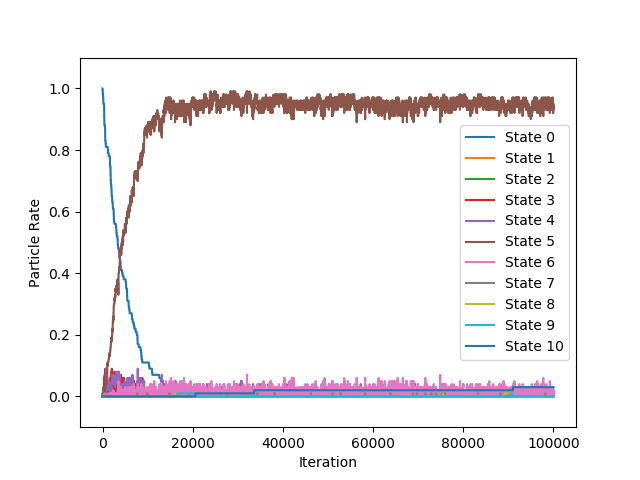 1.0
0.8
0.6
0.4
0.2
0.0
Particle Rate
State 0
State 1
State 2
State 3
State 4
State 5
State 6
State 7
State 8
State 9
State 10
0 20000 40000 60000 80000 100000
Iteration